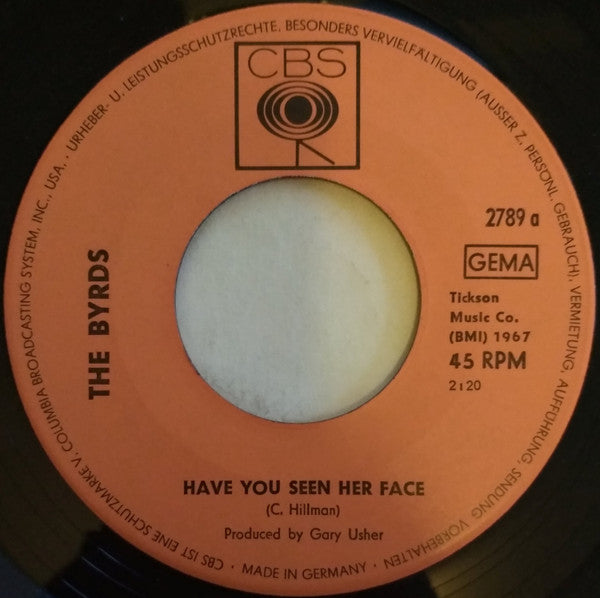 CBS
THE BYRDS
2789 a
GEMA
Tickson
Music Co.
(BMI) 1967
45 RPM
2:20
HAVE YOU SEEN HER FACE
(C. Hillman)
Produced by Gary Usher
CBS IST EINE SCHUTZMARKE V. COLUMBIA BROADCASTING SYSTEM, INC., USA. · URHEBER- U. LEISTUNGSSCHUTZRECHTE, BESONDERS VERVIELFÄLTIGUNG (AUSSER Z. PERSÖNL. GEBRAUCH), VERMIETUNG, AUFFÜHRUNG, SENDUNG VORBEHALTEN · MADE IN GERMANY ·